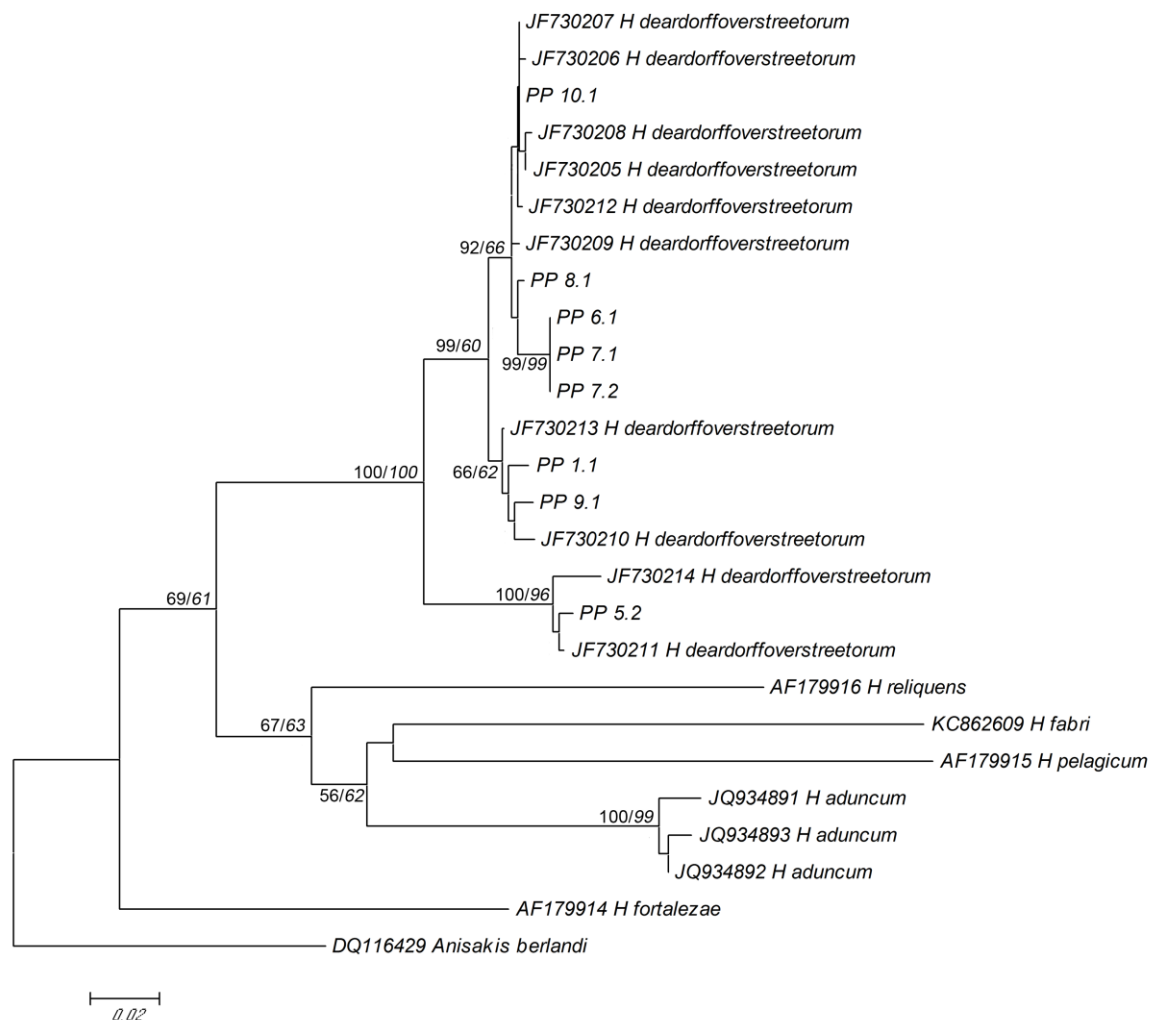 JF730207 H deardorffoverstreetorum
JF730206 H deardorffoverstreetorum
PP 10.1
JF730208 H deardorffoverstreetorum
JF730205 H deardorffoverstreetorum
JF730212 H deardorffoverstreetorum
92/66
JF730209 H deardorffoverstreetorum
PP 8.1
PP 6.1
99/60
99/99
PP 7.1
PP 7.2
JF730213 H deardorffoverstreetorum
100/100
66/62
PP 1.1
PP 9.1
JF730210 H deardorffoverstreetorum
JF730214 H deardorffoverstreetorum
69/61
100/96
PP 5.2
JF730211 H deardorffoverstreetorum
AF179916 H reliquens
67/63
KC862609 H fabri
AF179915 H pelagicum
56/62
JQ934891 H aduncum
100/99
JQ934893 H aduncum
JQ934892 H aduncum
AF179914 H fortalezae
DQ116429 Anisakis berlandi
0.02